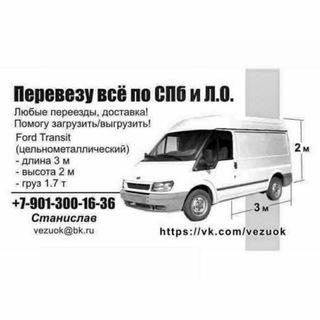 Перевезу всё по СПб и Л.О.
Любые переезды, доставка!
Помогу загрузить/выгрузить!
Ford Transit
(цельнометаллический)
- длина 3 м
- высота 2 м
- груз 1.7 т
2 м
3 м
+7-901-300-16-36
Станислав
vezuok@bk.ru
https://vk.com/vezuok